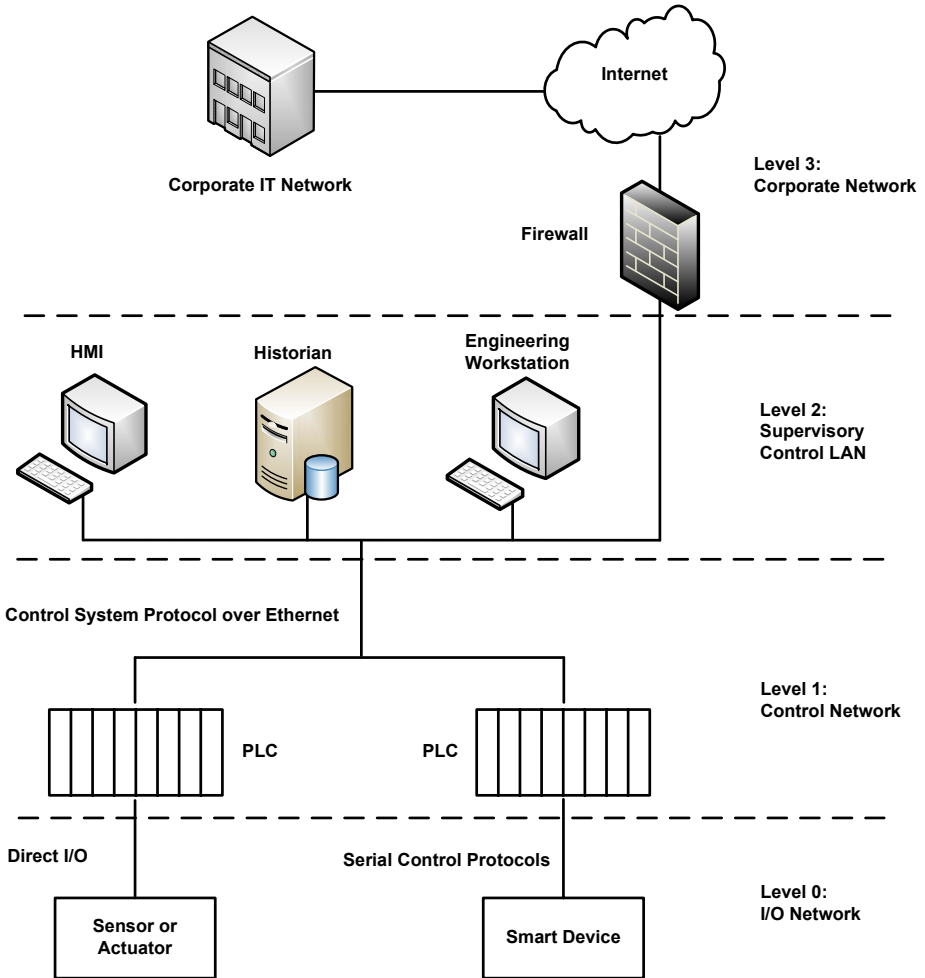 Internet
Corporate IT Network
Level 3:
Corporate Network
Firewall
HMI
Historian
Engineering
Workstation
Level 2:
Supervisory
Control LAN
Control System Protocol over Ethernet
Level 1:
Control Network
PLC
PLC
Direct I/O
Serial Control Protocols
Level 0:
I/O Network
Sensor or
Actuator
Smart Device